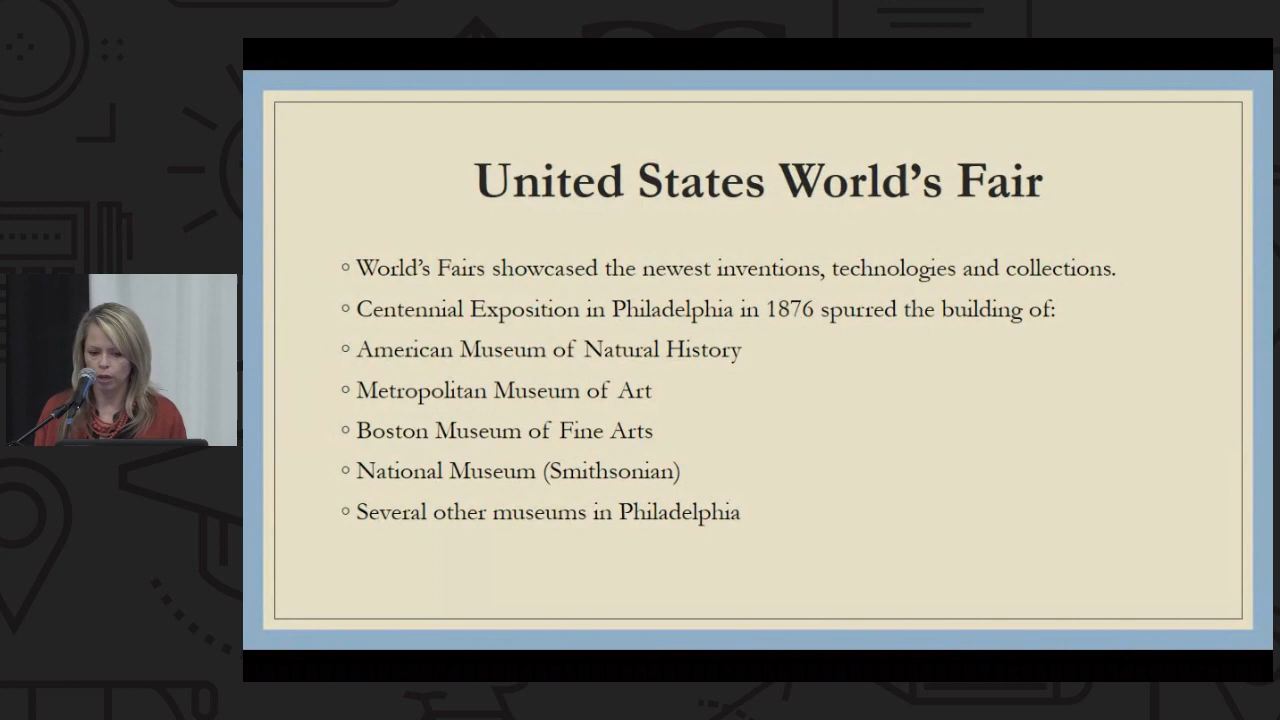 United States World’s Fair
◦ World’s Fairs showcased the newest inventions, technologies and collections.
◦ Centennial Exposition in Philadelphia in 1876 spurred the building of:
◦ American Museum of Natural History
◦ Metropolitan Museum of Art
◦ Boston Museum of Fine Arts
◦ National Museum (Smithsonian)
◦ Several other museums in Philadelphia